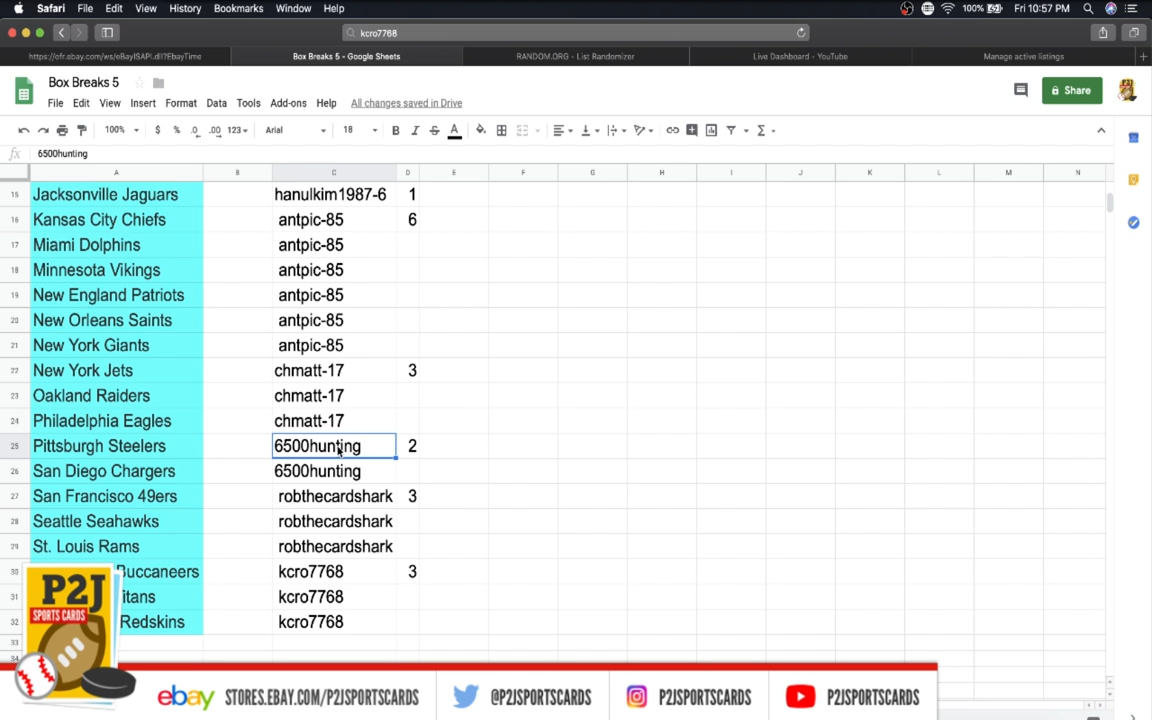 Safari File Edit View History Bookmarks Window Help 100% Fri 10:57 PM
kcro7768
https://ofr.ebay.com/ws/eBayISAPI.dll?EbayTime Box Breaks 5 - Google Sheets RANDOM.ORG - List Randomizer Live Dashboard - YouTube Manage active listings
Box Breaks 5
File Edit View Insert Format Data Tools Add-ons Help All changes saved in Drive
Share
100% $ % .0 .00 123 Arial 18 B I S A
fx 6500hunting
A B C D E F G H I J K L M N
15 Jacksonville Jaguars hanulkim1987-6 1
16 Kansas City Chiefs antpic-85 6
17 Miami Dolphins antpic-85
18 Minnesota Vikings antpic-85
19 New England Patriots antpic-85
20 New Orleans Saints antpic-85
21 New York Giants antpic-85
22 New York Jets chmatt-17 3
23 Oakland Raiders chmatt-17
24 Philadelphia Eagles chmatt-17
25 Pittsburgh Steelers 6500hunting 2
26 San Diego Chargers 6500hunting
27 San Francisco 49ers robthecardshark 3
28 Seattle Seahawks robthecardshark
29 St. Louis Rams robthecardshark
30 Buccaneers kcro7768 3
31 itans kcro7768
32 Redskins kcro7768
33
34
P2J
SPORTS CARDS
ebay STORES.EBAY.COM/P2JSPORTSCARDS @P2JSPORTSCARDS P2JSPORTSCARDS P2JSPORTSCARDS